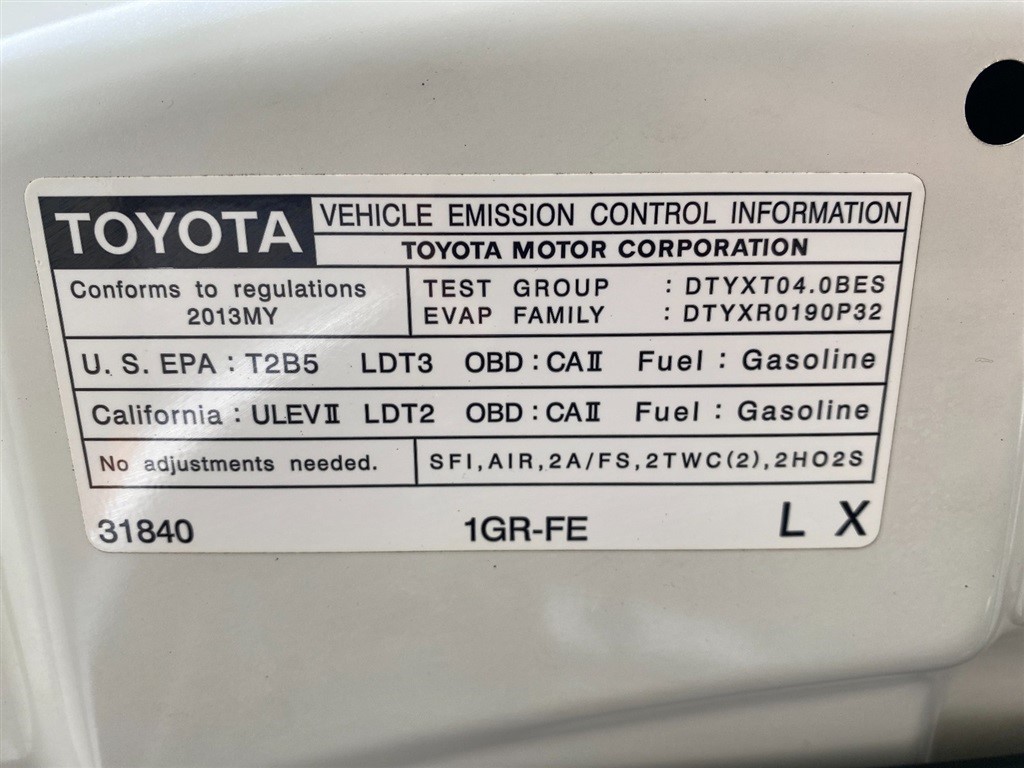 TOYOTA
VEHICLE EMISSION CONTROL INFORMATION
TOYOTA MOTOR CORPORATION
Conforms to regulations
2013MY
TEST GROUP : DTYXT04.0BES
EVAP FAMILY : DTYXR0190P32
U. S. EPA : T2B5 LDT3 OBD : CAⅡ Fuel : Gasoline
California : ULEVⅡ LDT2 OBD : CAⅡ Fuel : Gasoline
No adjustments needed.
SFI,AIR,2A/FS,2TWC(2),2HO2S
31840 1GR-FE L X